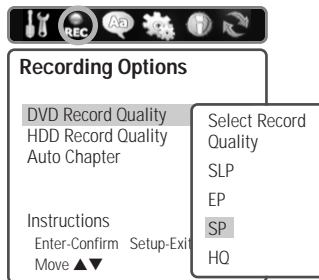 REC
Aa
i
Recording Options
DVD Record Quality
HDD Record Quality
Auto Chapter
Instructions
Enter-Confirm Setup-Exit
Move ▲▼
Select Record
Quality
SLP
EP
SP
HQ